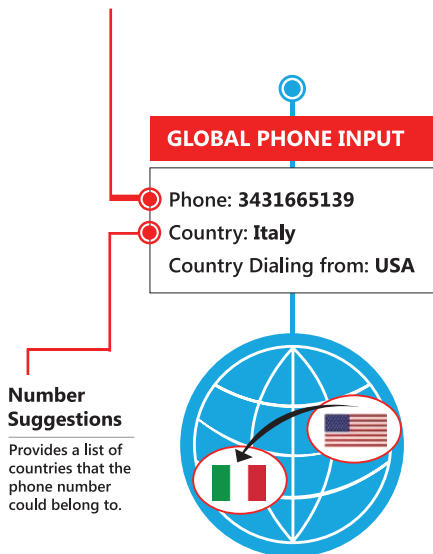 GLOBAL PHONE INPUT
Phone: 3431665139
Country: Italy
Country Dialing from: USA
Number
Suggestions
Provides a list of
countries that the
phone number
could belong to.